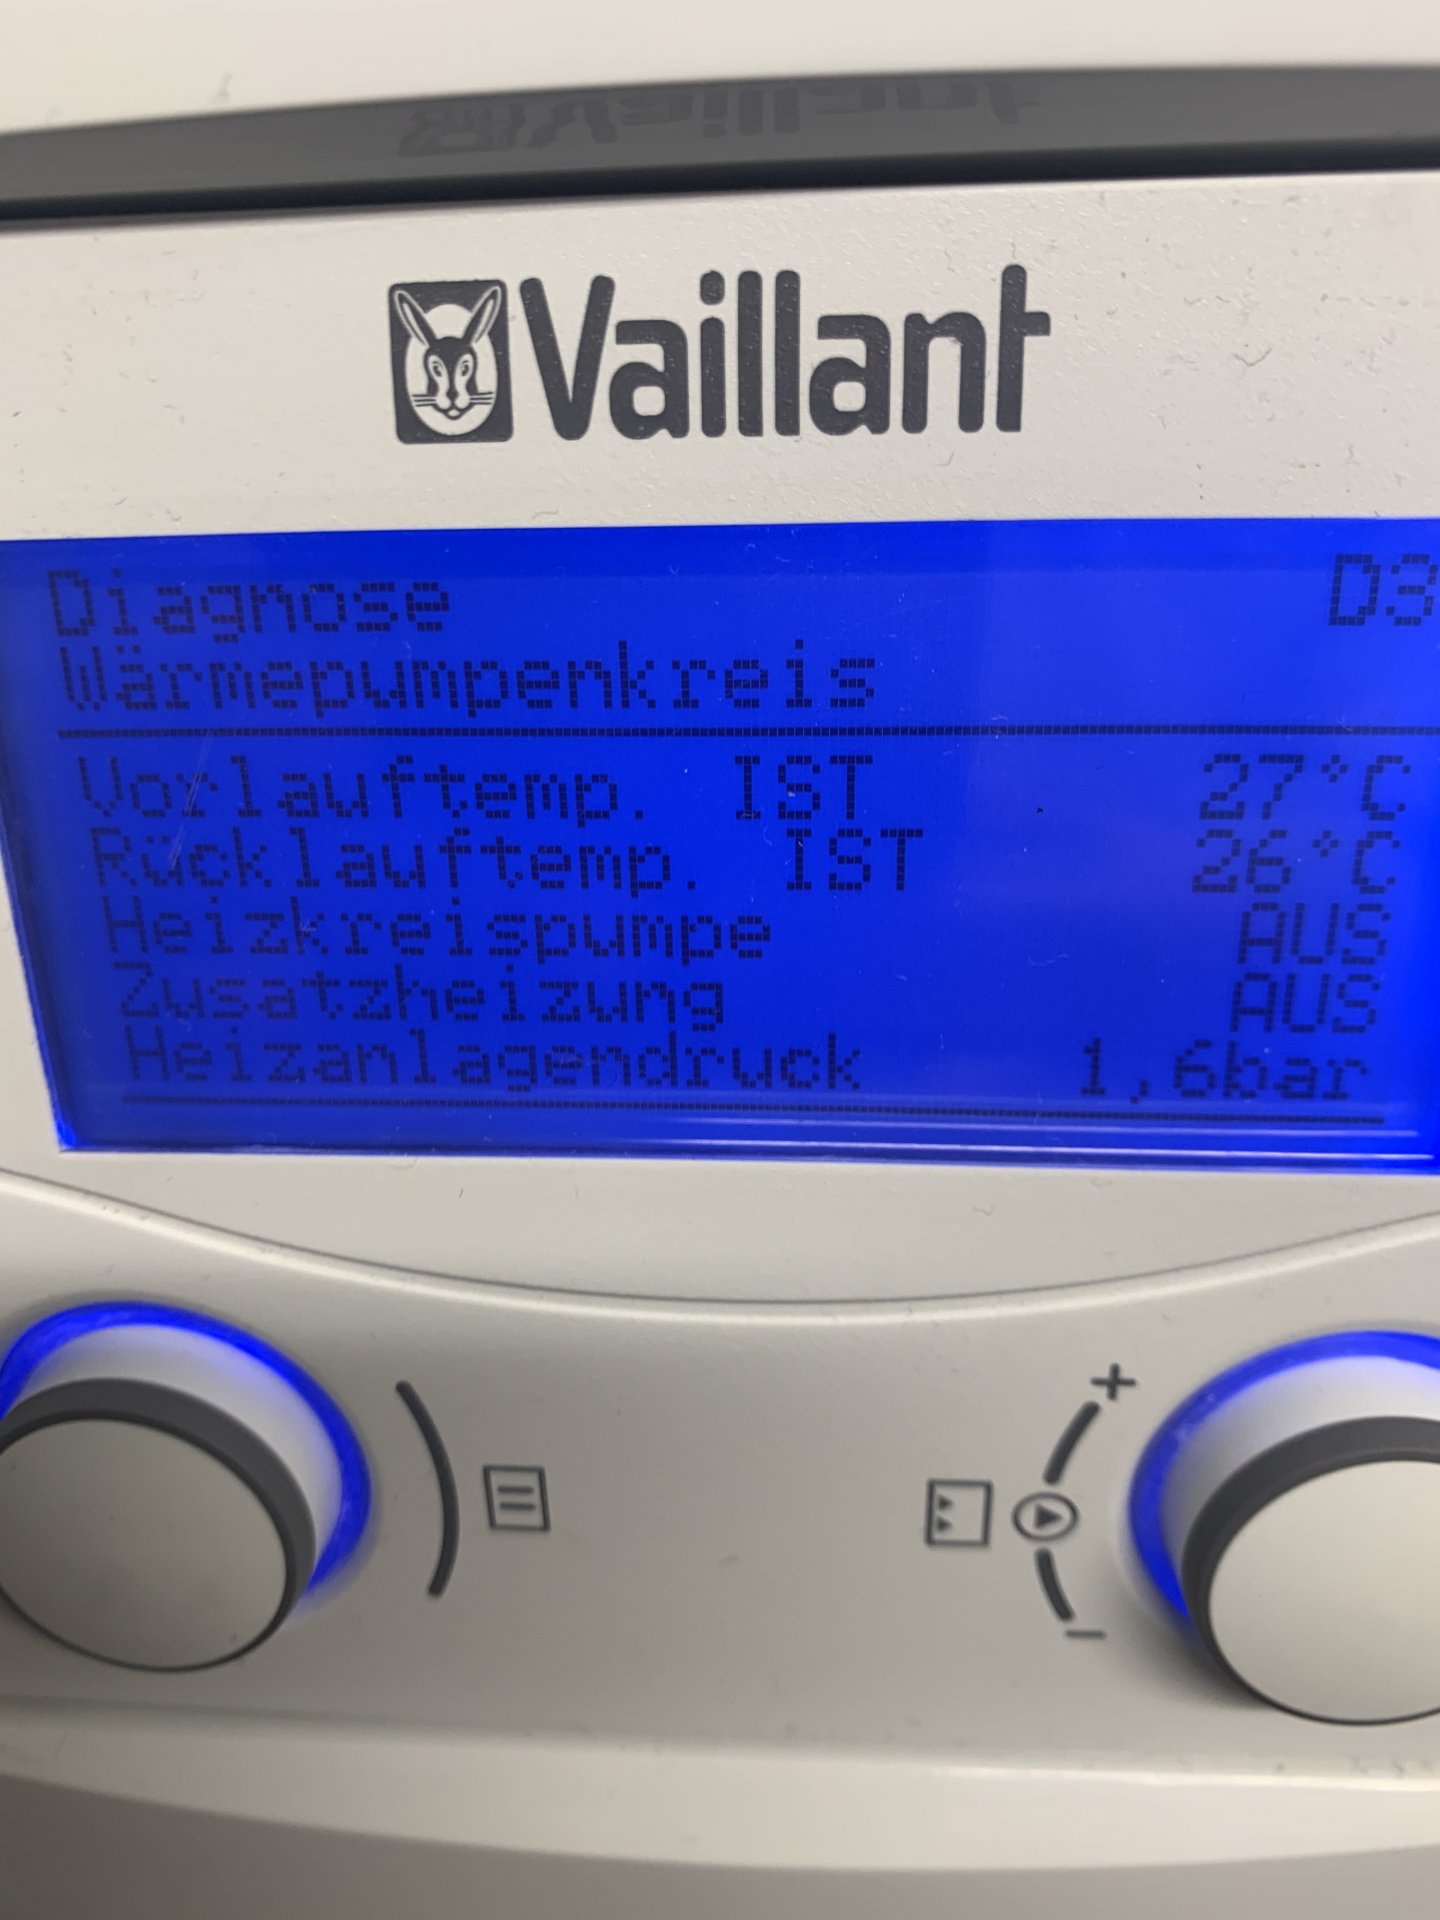 Vaillant
Diagnose D3
Wärmepumpenkreis
Vorlauftemp. IST 27°C
Rücklauftemp. IST 26°C
Heizkreispumpe AUS
Zusatzheizung AUS
Heizanlagendruck 1,6bar
+
-